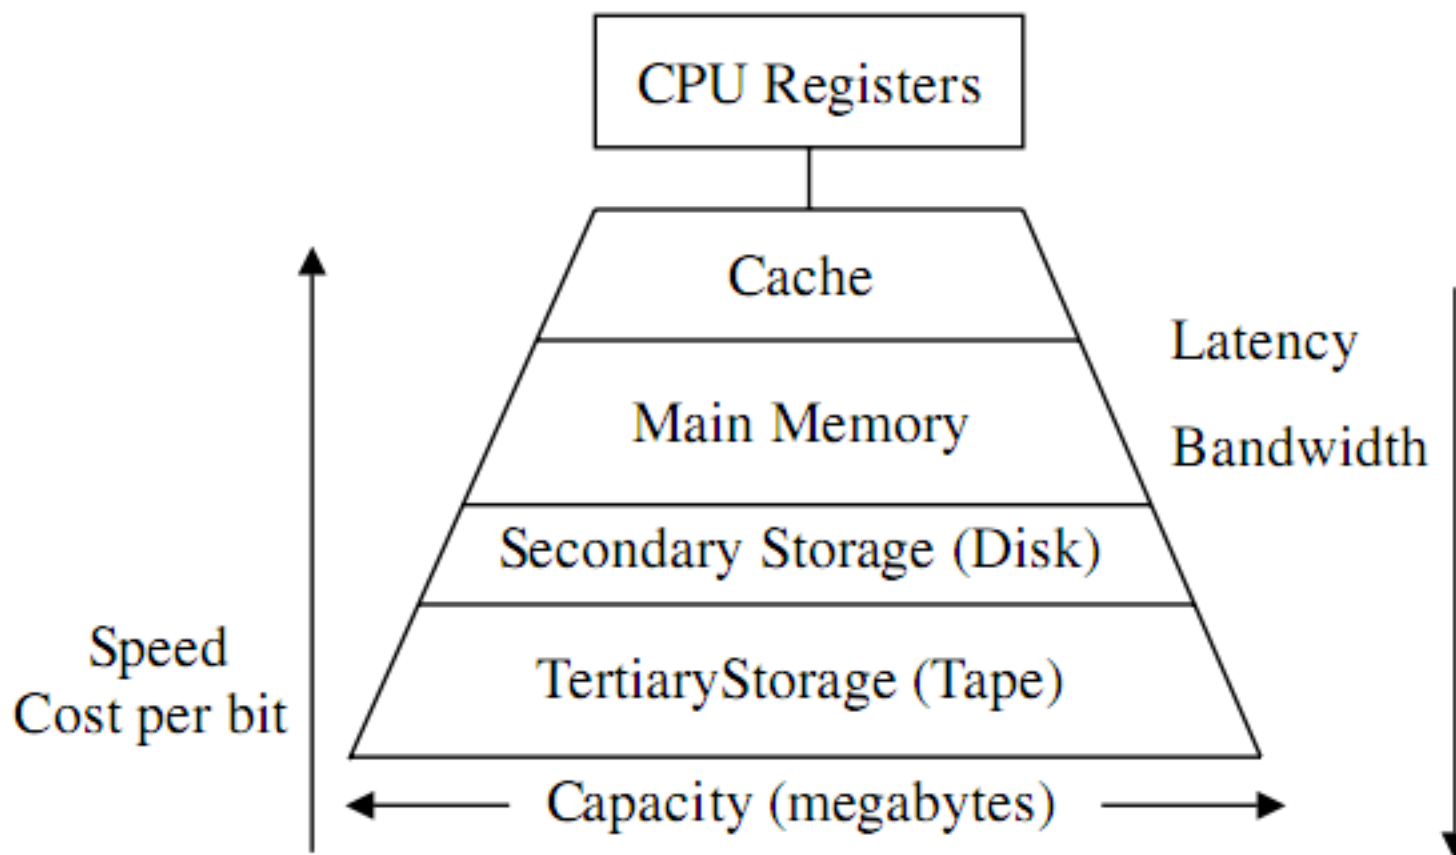 CPU Registers
Cache
Latency
Main Memory
Bandwidth
Secondary Storage (Disk)
Speed
TertiaryStorage (Tape)
Cost per bit
Capacity (megabytes)